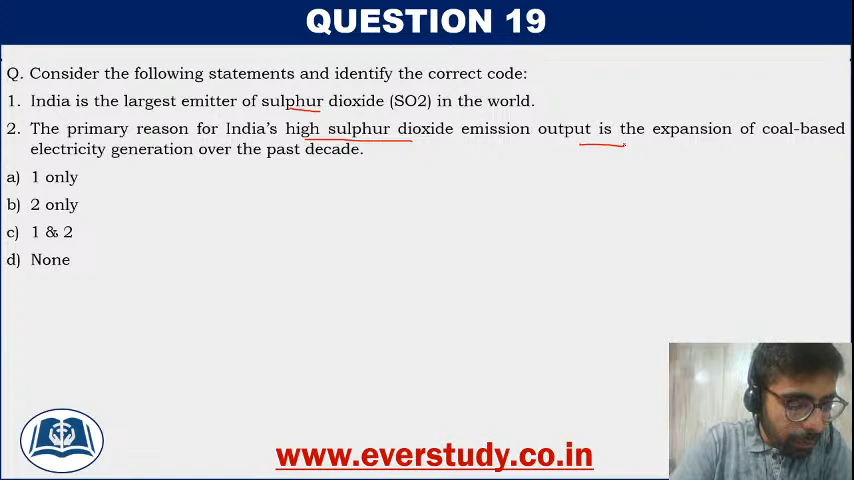 QUESTION 19
Q. Consider the following statements and identify the correct code:
1. India is the largest emitter of sulphur dioxide (SO2) in the world.
2. The primary reason for India's high sulphur dioxide emission output is the expansion of coal-based
electricity generation over the past decade.
a) 1 only
b) 2 only
c) 1 & 2
d) None
www.everstudy.co.in